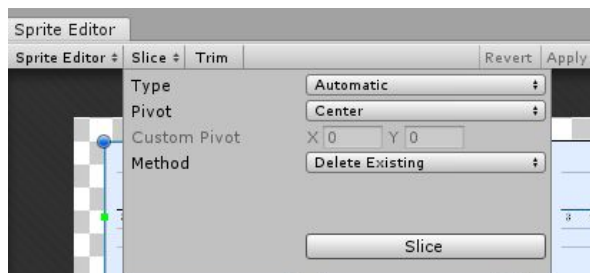 Sprite Editor
Sprite Editor Slice Trim Revert Apply
Type Automatic
Pivot Center
Custom Pivot X 0 Y 0
Method Delete Existing
3
Slice